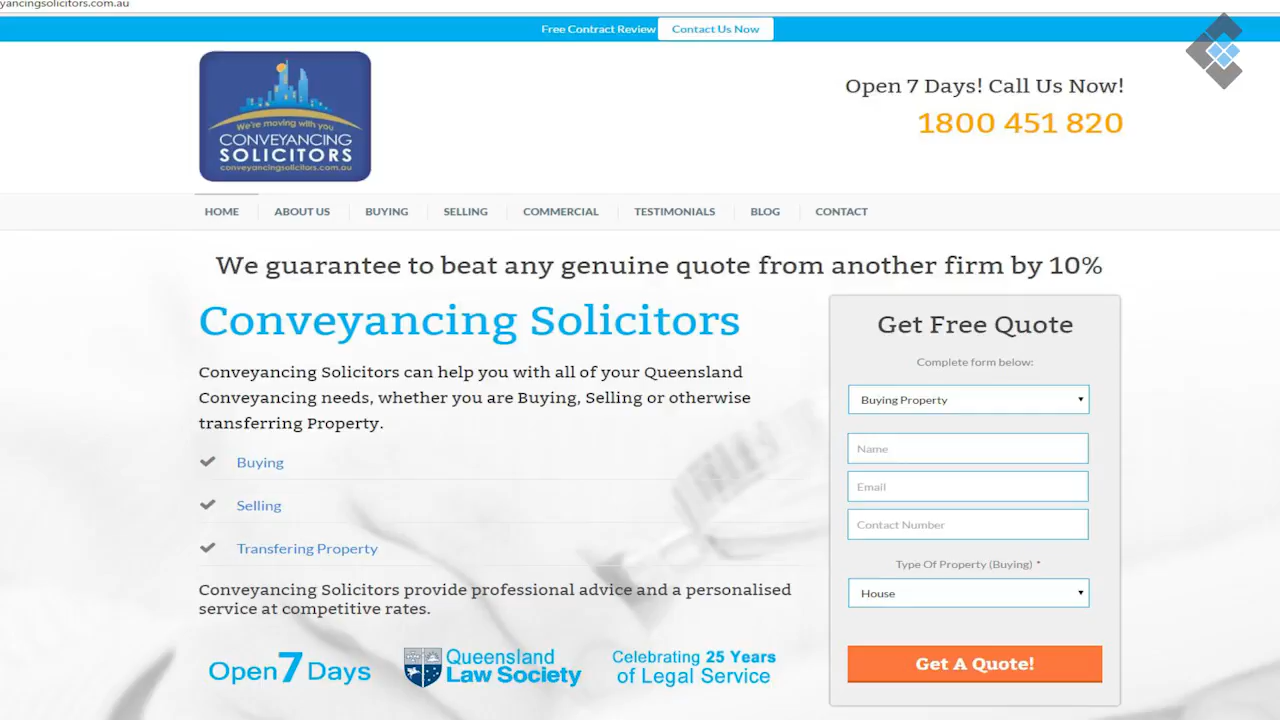 yancingsolicitors.com.au
Free Contract Review Contact Us Now
We're moving with you
CONVEYANCING
SOLICITORS
conveyancingsolicitors.com.au
Open 7 Days! Call Us Now!
1800 451 820
HOME ABOUT US BUYING SELLING COMMERCIAL TESTIMONIALS BLOG CONTACT
We guarantee to beat any genuine quote from another firm by 10%
Conveyancing Solicitors
Conveyancing Solicitors can help you with all of your Queensland
Conveyancing needs, whether you are Buying, Selling or otherwise
transferring Property.
Buying
Selling
Transfering Property
Conveyancing Solicitors provide professional advice and a personalised
service at competitive rates.
Open 7 Days
Queensland
Law Society
Celebrating 25 Years
of Legal Service
Get Free Quote
Complete form below:
Buying Property
Name
Email
Contact Number
Type Of Property (Buying) *
House
Get A Quote!